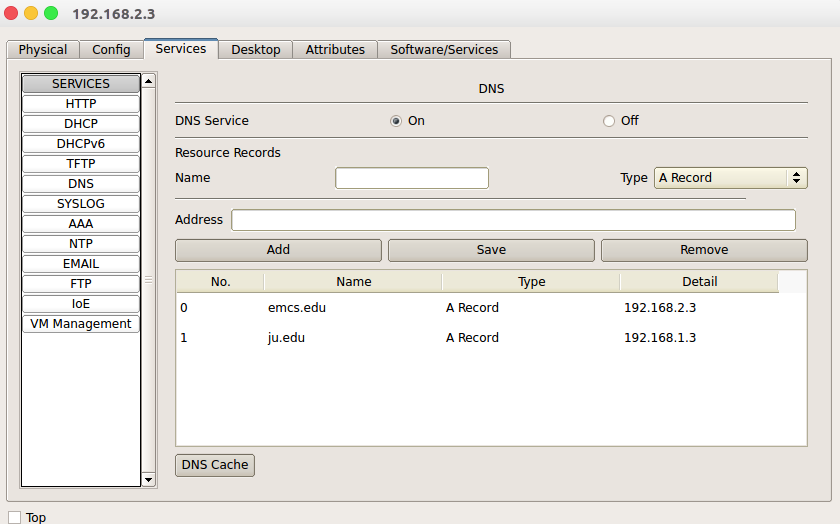 192.168.2.3
Physical Config Services Desktop Attributes Software/Services
SERVICES
HTTP
DHCP
DHCPv6
TFTP
DNS
SYSLOG
AAA
NTP
EMAIL
FTP
IoE
VM Management
DNS
DNS Service On Off
Resource Records
Name Type A Record
Address
Add Save Remove
No. Name Type Detail
0 emcs.edu A Record 192.168.2.3
1 ju.edu A Record 192.168.1.3
DNS Cache
Top